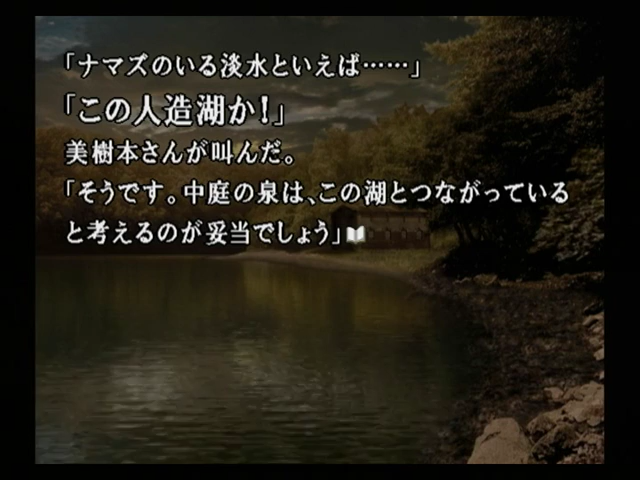 「ナマズのいる淡水といえば……」
「この人造湖か！」
美樹本さんが叫んだ。
「そうです。中庭の泉は、この湖とつながっている
と考えるのが妥当でしょう」